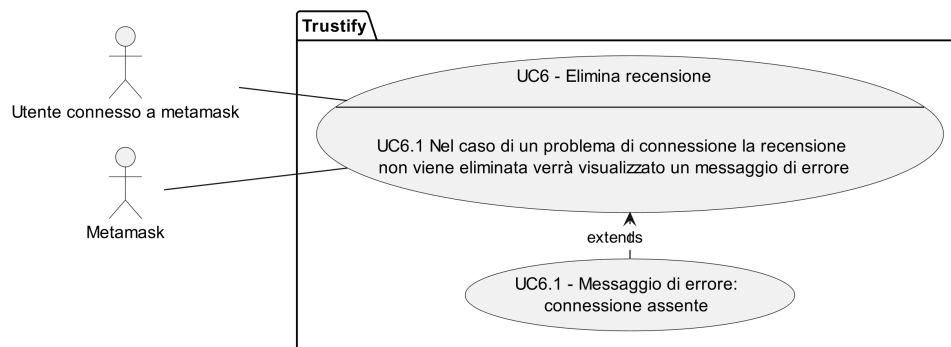 Trustify
UC6 - Elimina recensione
Utente connesso a metamask
UC6.1 Nel caso di un problema di connessione la recensione
non viene eliminata verrà visualizzato un messaggio di errore
Metamask
extends
UC6.1 - Messaggio di errore:
connessione assente